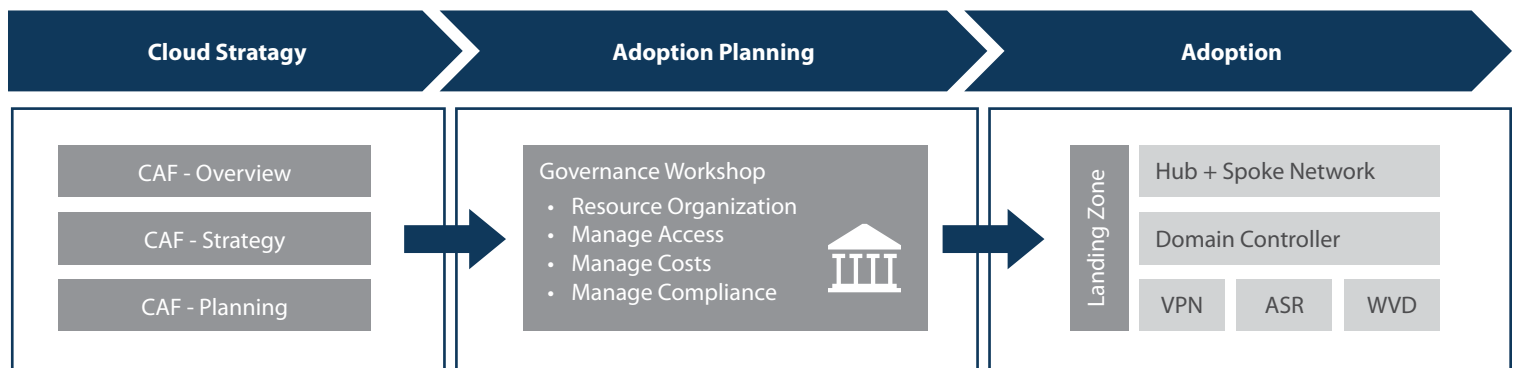 Cloud Stratagy
Adoption Planning
Adoption
CAF - Overview
CAF - Strategy
CAF - Planning
Governance Workshop
• Resource Organization
• Manage Access
• Manage Costs
• Manage Compliance
Landing Zone
Hub + Spoke Network
Domain Controller
VPN
ASR
WVD